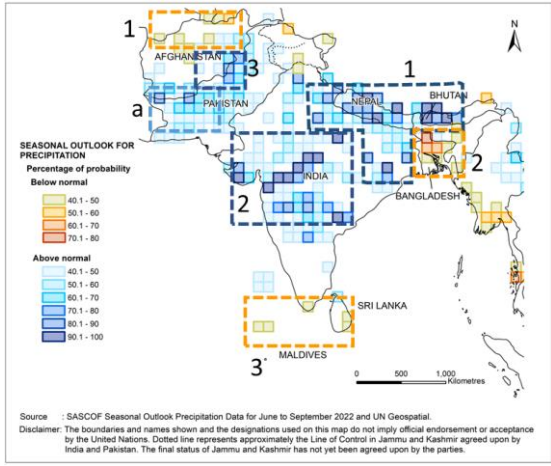 N
1
AFGHANISTAN
3
1
BHUTAN
NEPAL
a
PAKISTAN
SEASONAL OUTLOOK FOR
PRECIPITATION
Percentage of probability
Below normal
40.1 - 50
50.1 - 60
60.1 - 70
70.1 - 80
Above normal
40.1 - 50
50.1 - 60
60.1 - 70
70.1 - 80
80.1 - 90
90.1 - 100
INDIA
2
2
BANGLADESH
SRI LANKA
3
MALDIVES
0
500
1,000
Kilometres
Source : SASCOF Seasonal Outlook Precipitation Data for June to September 2022 and UN Geospatial.
Disclaimer: The boundaries and names shown and the designations used on this map do not imply official endorsement or acceptance
by the United Nations. Dotted line represents approximately the Line of Control in Jammu and Kashmir agreed upon by
India and Pakistan. The final status of Jammu and Kashmir has not yet been agreed upon by the parties.